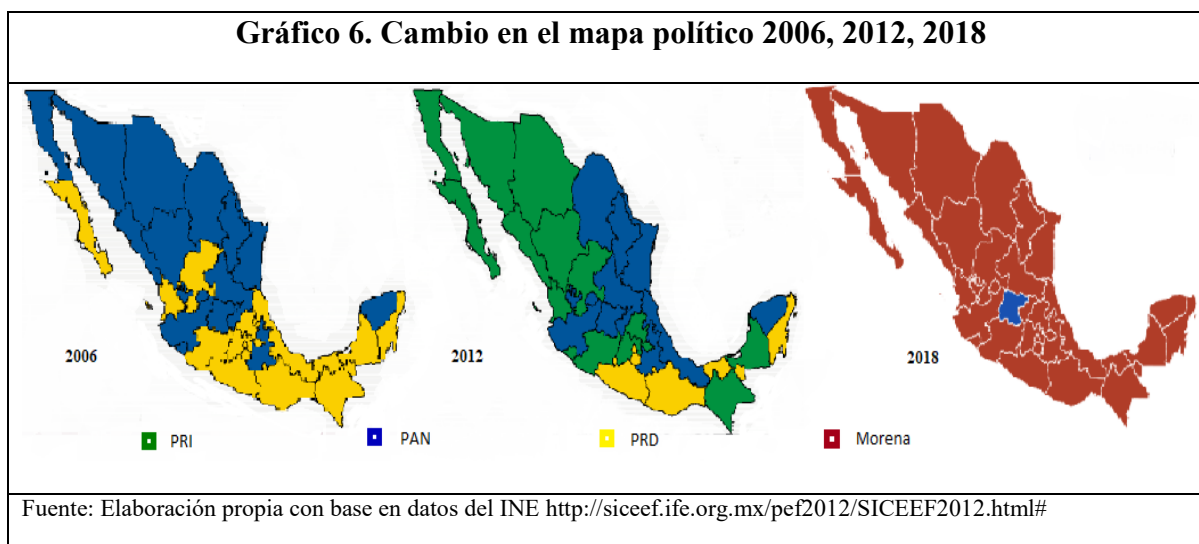 Gráfico 6. Cambio en el mapa político 2006, 2012, 2018
2006
2012
2018
PRI
PAN
PRD
Morena
Fuente: Elaboración propia con base en datos del INE http://siceef.ife.org.mx/pef2012/SICEEF2012.html#